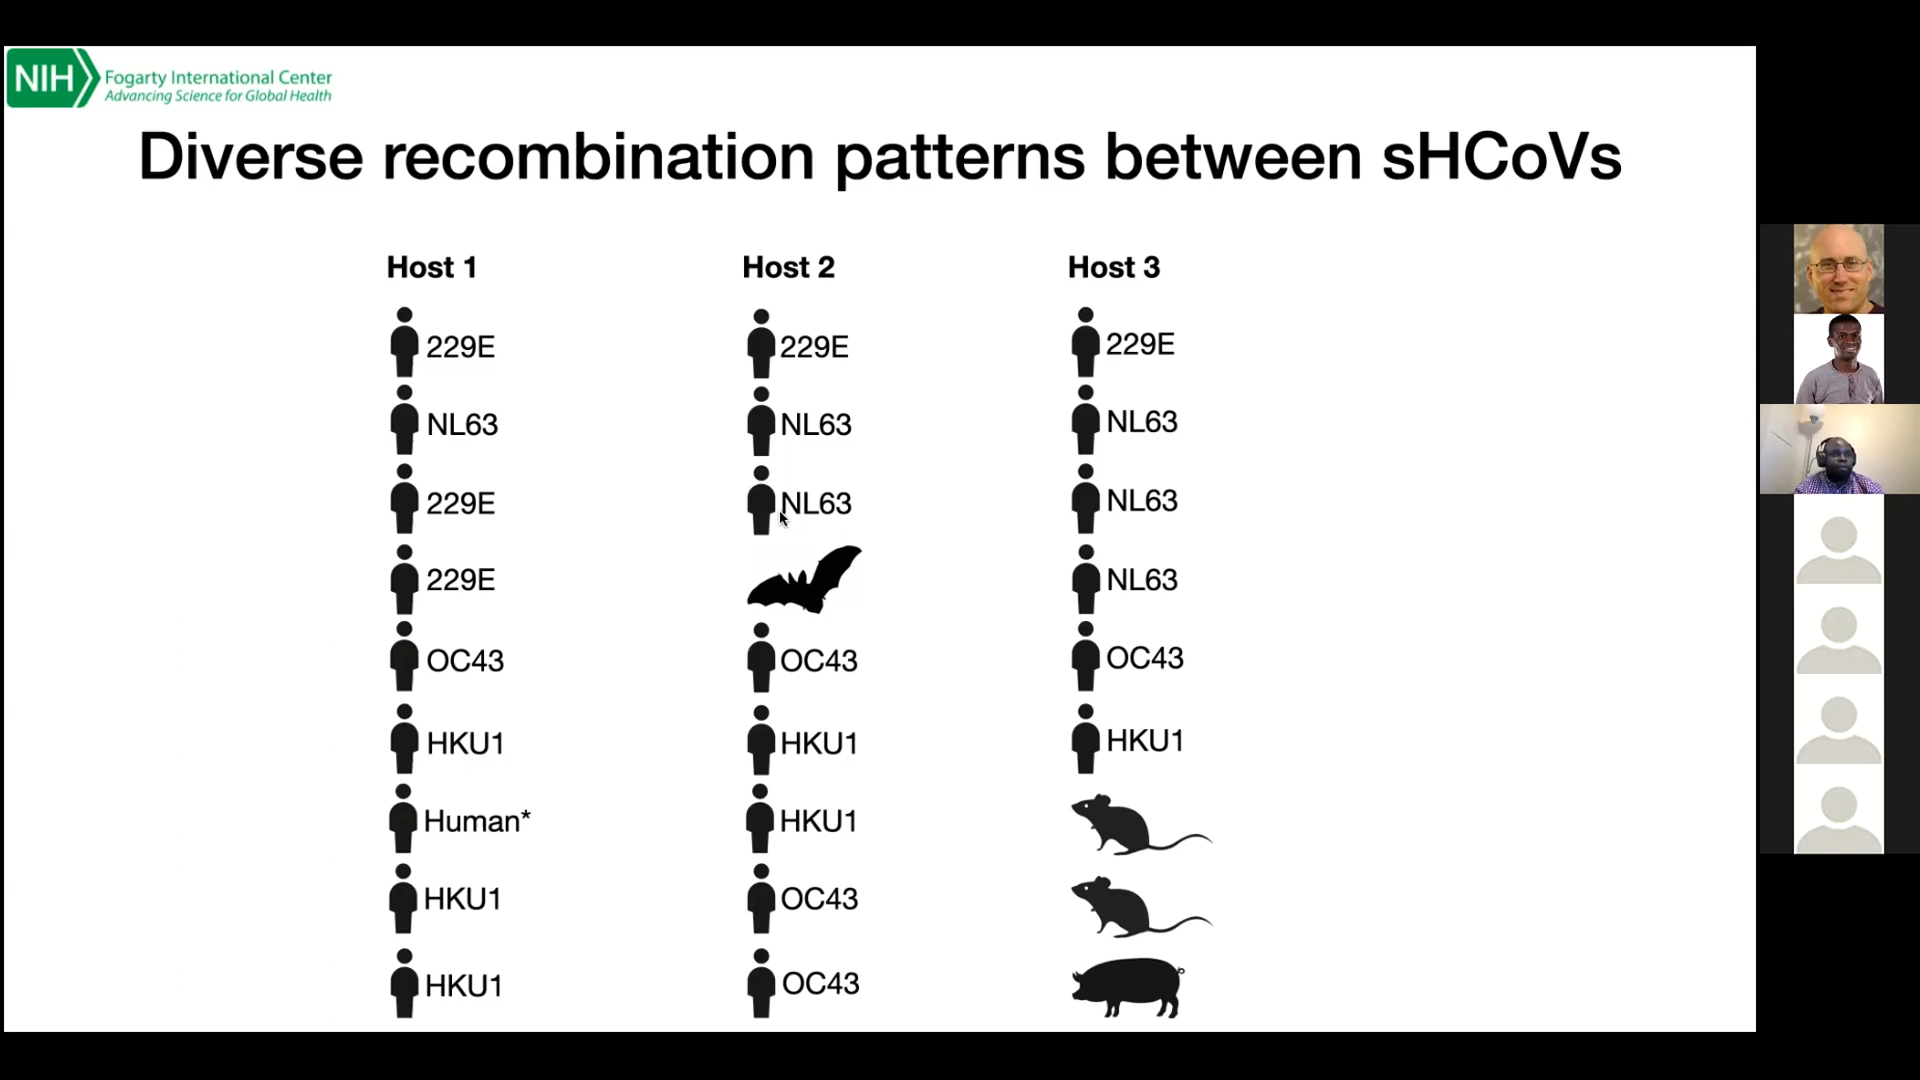 NIH
Fogarty International Center
Advancing Science for Global Health
Diverse recombination patterns between sHCoVs
Host 1 Host 2 Host 3
229E 229E 229E
NL63 NL63 NL63
229E NL63 NL63
229E NL63
OC43 OC43 OC43
HKU1 HKU1 HKU1
Human* HKU1
HKU1 OC43
HKU1 OC43